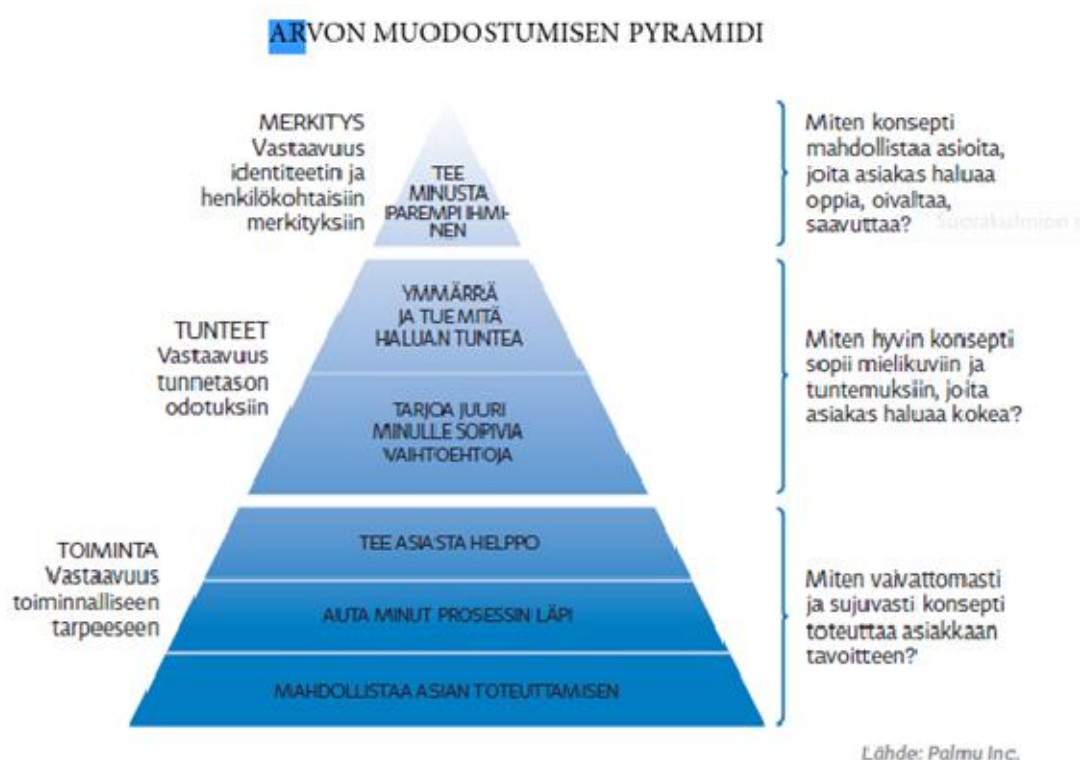 ARVON MUODOSTUMISEN PYRAMIDI
MERKITYS
Vastaavuus
identiteetin ja
henkilökohtaisiin
merkityksiin
TEE
MINUSTA
PAREMPI IHMI-
NEN
Miten konsepti
mahdollistaa asioita,
joita asiakas haluaa
oppia, oivaltaa,
saavuttaa?
Suorakulmion
TUNTEET
Vastaavuus
tunnetason
odotuksiin
YMMÄRRÄ
JA TUE MITÄ
HALUAN TUNTEA
TARJOA JUURI
MINULLE SOPIVIA
VAIHTOEHTOJA
Miten hyvin konsepti
sopii mielikuviin ja
tuntemuksiin, joita
asiakas haluaa kokea?
TOIMINTA
Vastaavuus
toiminnalliseen
tarpeeseen
TEE ASIASTA HELPPO
AUTA MINUT PROSESSIN LÄPI
MAHDOLLISTAA ASIAN TOTEUTTAMISEN
Miten vaivattomasti
ja sujuvasti konsepti
toteuttaa asiakkaan
tavoitteen?
Lähde: Palmu Inc.